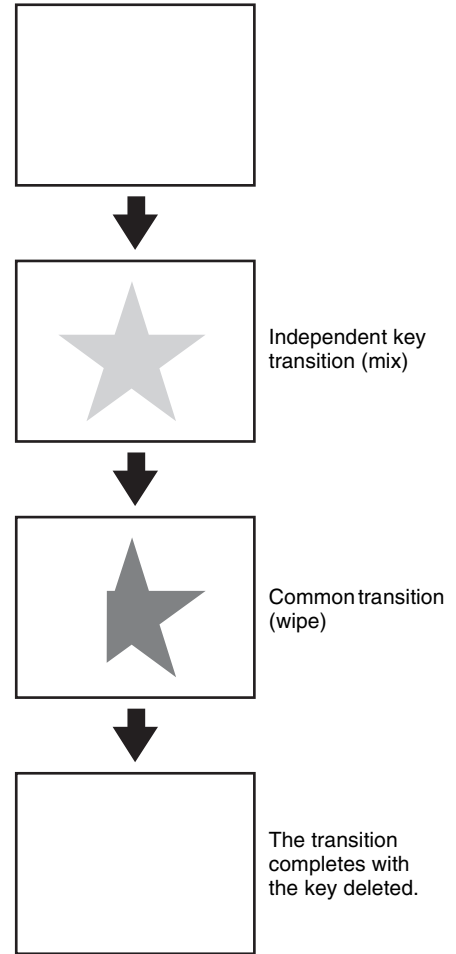 Independent key
transition (mix)
Common transition
(wipe)
The transition
completes with
the key deleted.